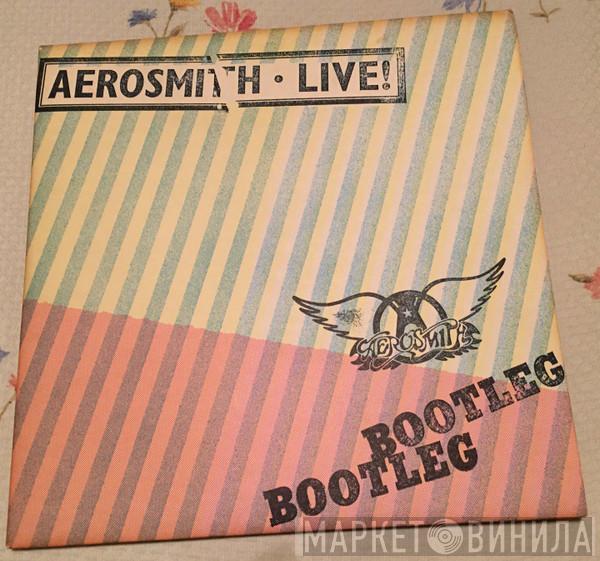 AEROSMITH • LIVE!
AEROSMITH
BOOTLEG
BOOTLEG
МАРКЕТ ВИНИЛА